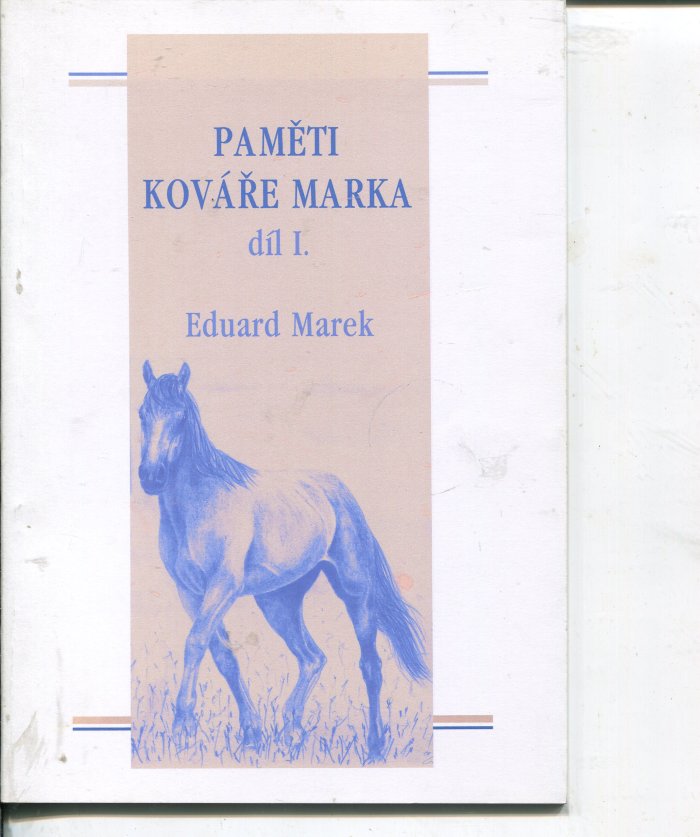 PAMĚTI
KOVÁŘE MARKA
díl I.
Eduard Marek